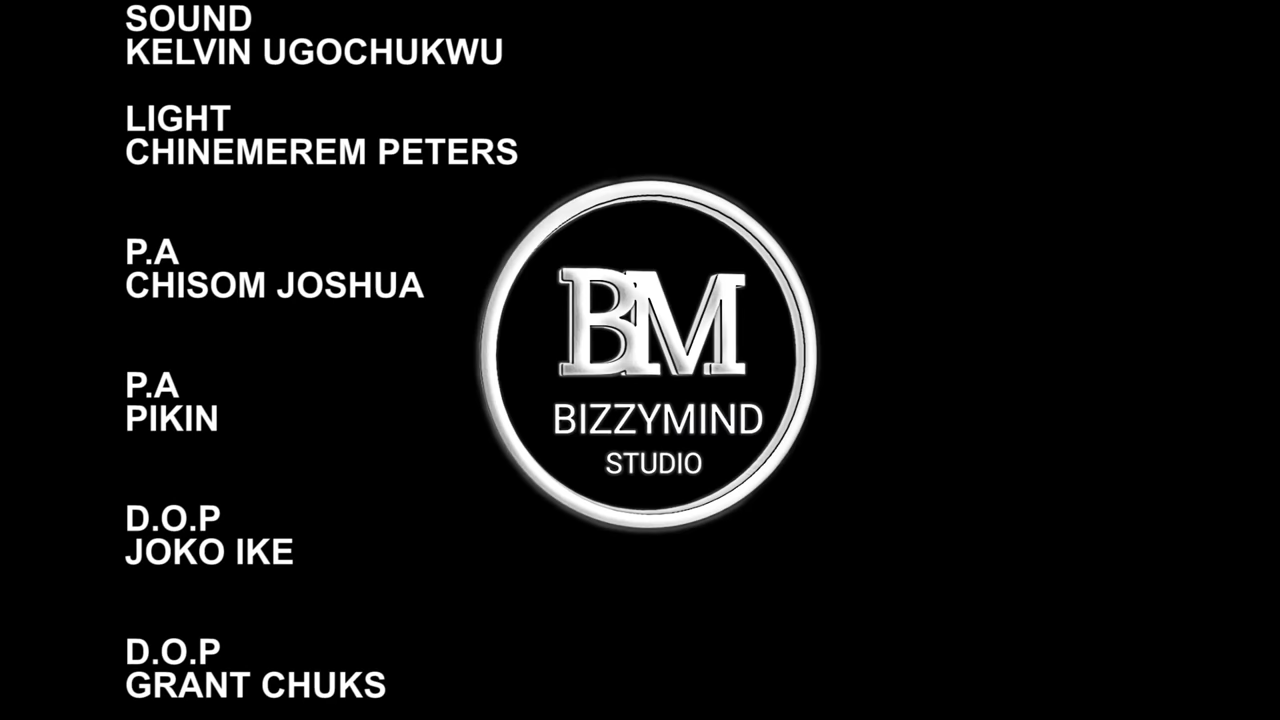 SOUND
KELVIN UGOCHUKWU
LIGHT
CHINEMEREM PETERS
P.A
CHISOM JOSHUA
P.A
PIKIN
D.O.P
JOKO IKE
D.O.P
GRANT CHUKS
BM
BIZZYMIND
STUDIO